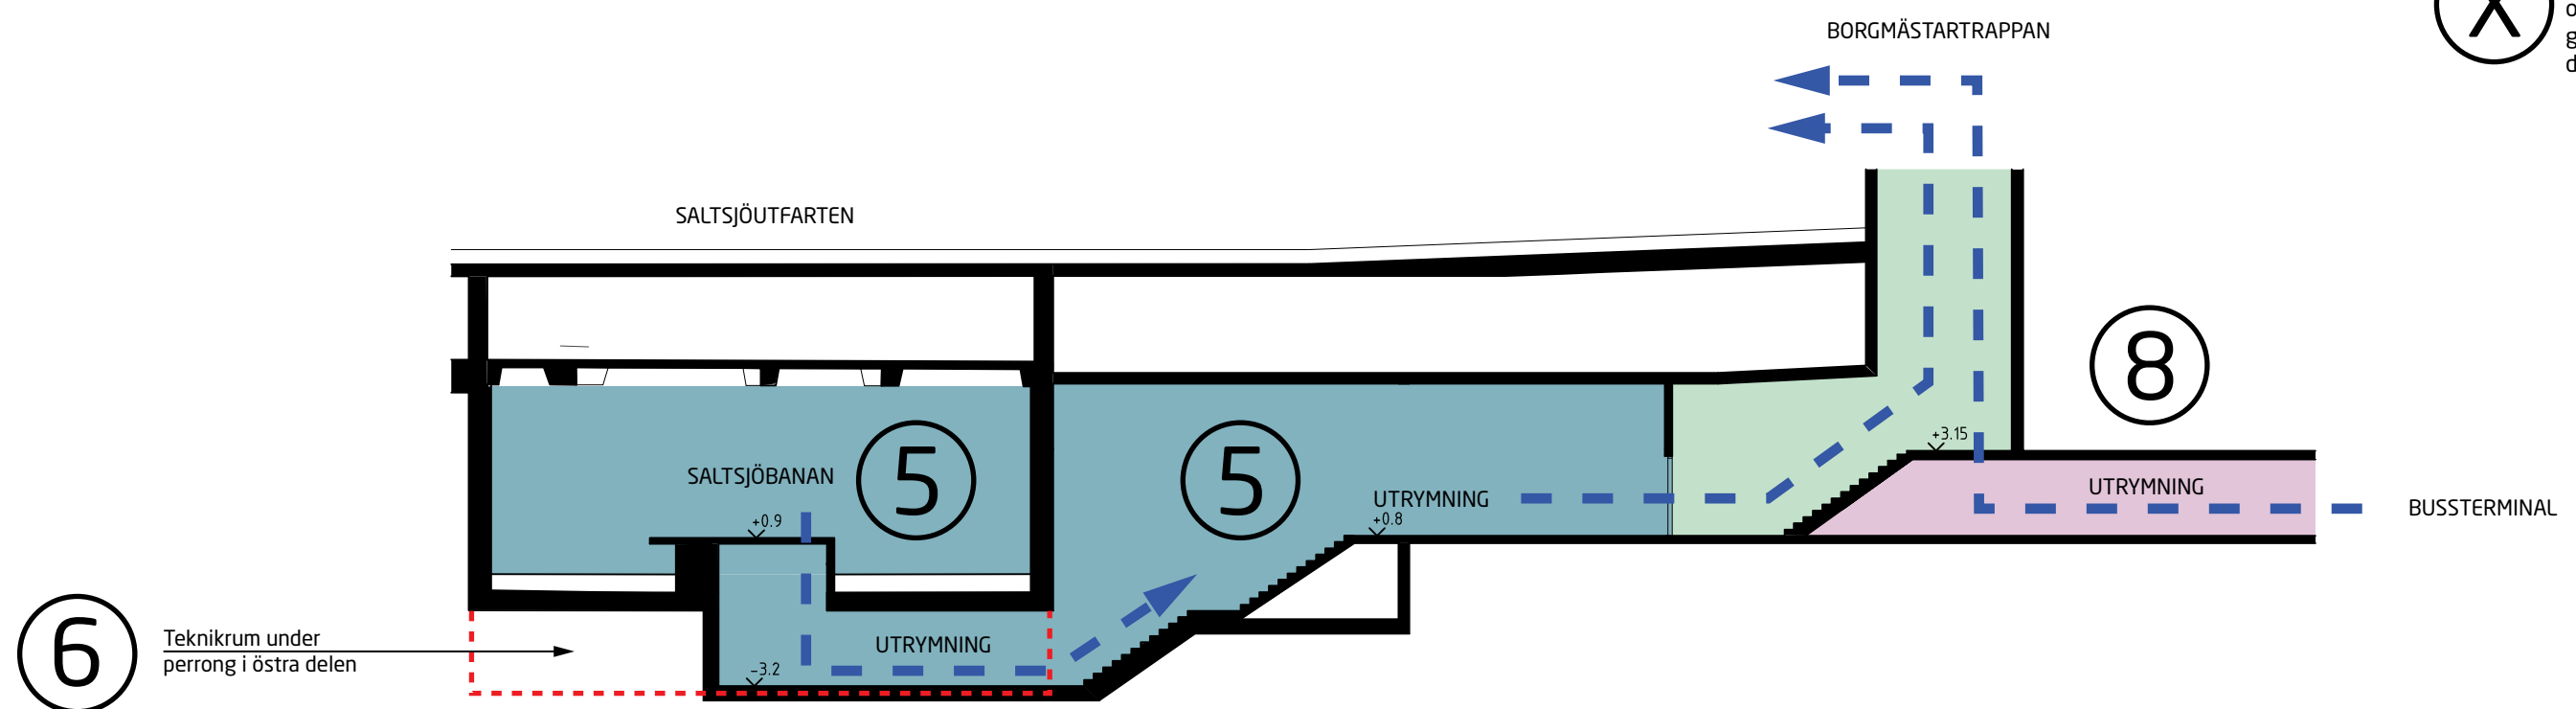 BORGMÄSTARTRAPPAN
X
SALTSJÖUTFARTEN
8
+3.15
5
5
SALTSJÖBANAN
UTRYMNING
UTRYMNING
BUSSTERMINAL
+0.9
+0.8
6
Teknikrum under
perrong i östra delen
UTRYMNING
-3.2